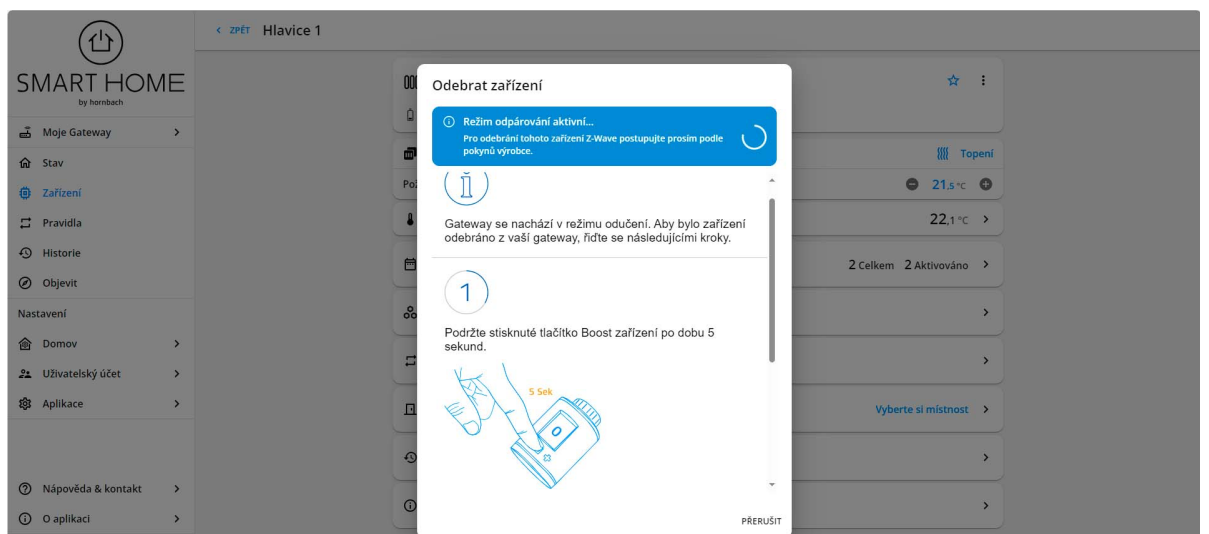 SMART HOME
by hornbach
Moje Gateway
Stav
Zařízení
Pravidla
Historie
Objevit
Nastavení
Domov
Uživatelský účet
Aplikace
Nápověda & kontakt
O aplikaci
ZPĚT Hlavice 1
Odebrat zařízení
Režim odpárování aktivní...
Pro odebrání tohoto zařízení Z-Wave postupujte prosím podle
pokynů výrobce.
Gateway se nachází v režimu odučení. Aby bylo zařízení
odebráno z vaší gateway, řiďte se následujícími kroky.
1
Podržte stisknuté tlačítko Boost zařízení po dobu 5
sekund.
5 Sek
0
PŘERUŠIT
Topení
21,5 °C
22,1 °C
2 Celkem 2 Aktivováno
Vyberte si místnost